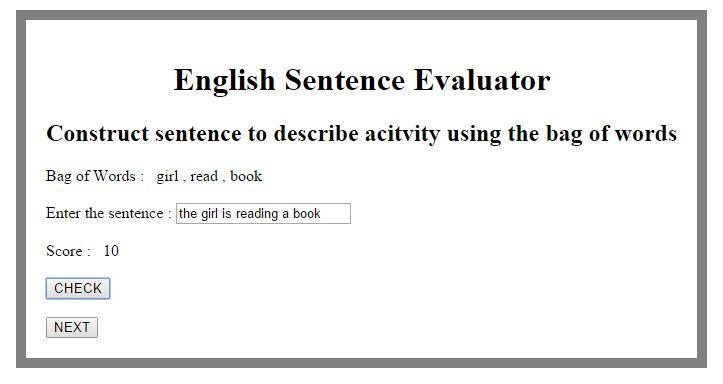 English Sentence Evaluator
Construct sentence to describe acitvity using the bag of words
Bag of Words : girl , read , book
Enter the sentence : the girl is reading a book
Score : 10
CHECK
NEXT